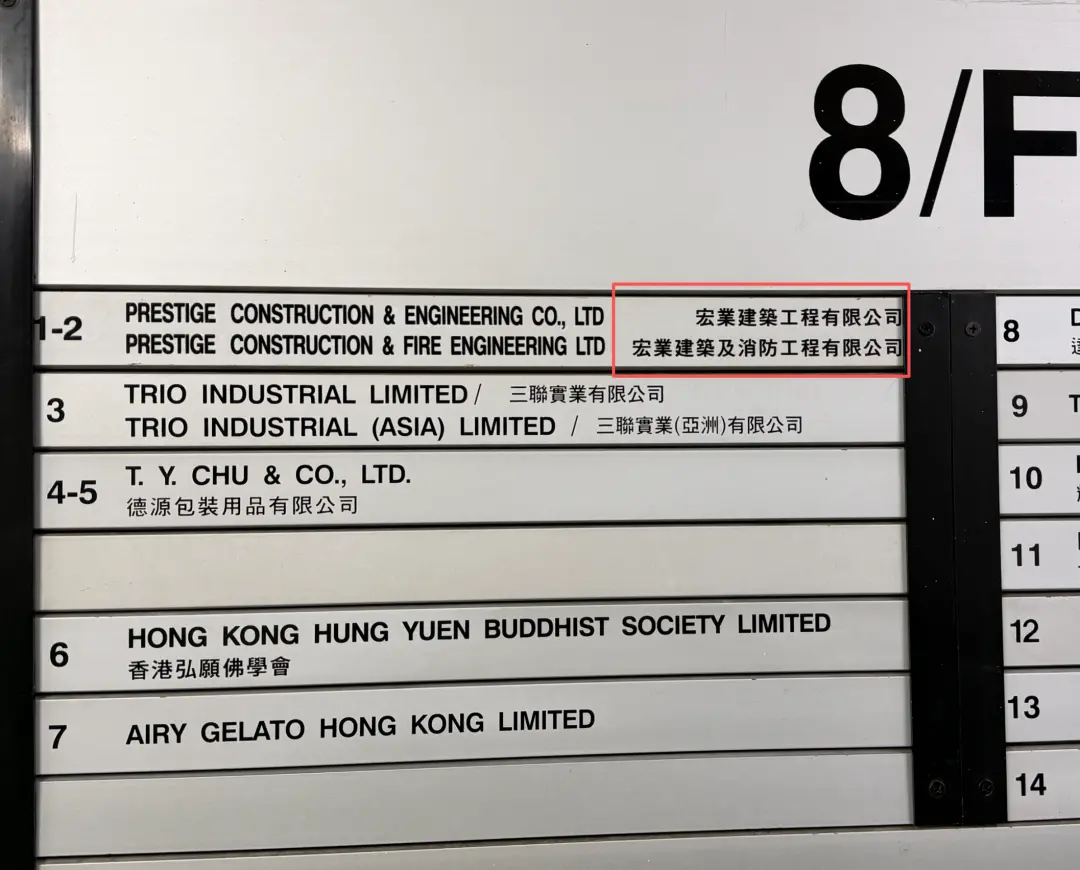 8/F
1-2
PRESTIGE CONSTRUCTION & ENGINEERING CO., LTD 宏業建築工程有限公司
PRESTIGE CONSTRUCTION & FIRE ENGINEERING LTD 宏業建築及消防工程有限公司
3
TRIO INDUSTRIAL LIMITED / 三聯實業有限公司
TRIO INDUSTRIAL (ASIA) LIMITED / 三聯實業(亞洲)有限公司
4-5
T. Y. CHU & CO., LTD.
德源包裝用品有限公司
6
HONG KONG HUNG YUEN BUDDHIST SOCIETY LIMITED
香港弘願佛學會
7
AIRY GELATO HONG KONG LIMITED
8
9
10
11
12
13
14